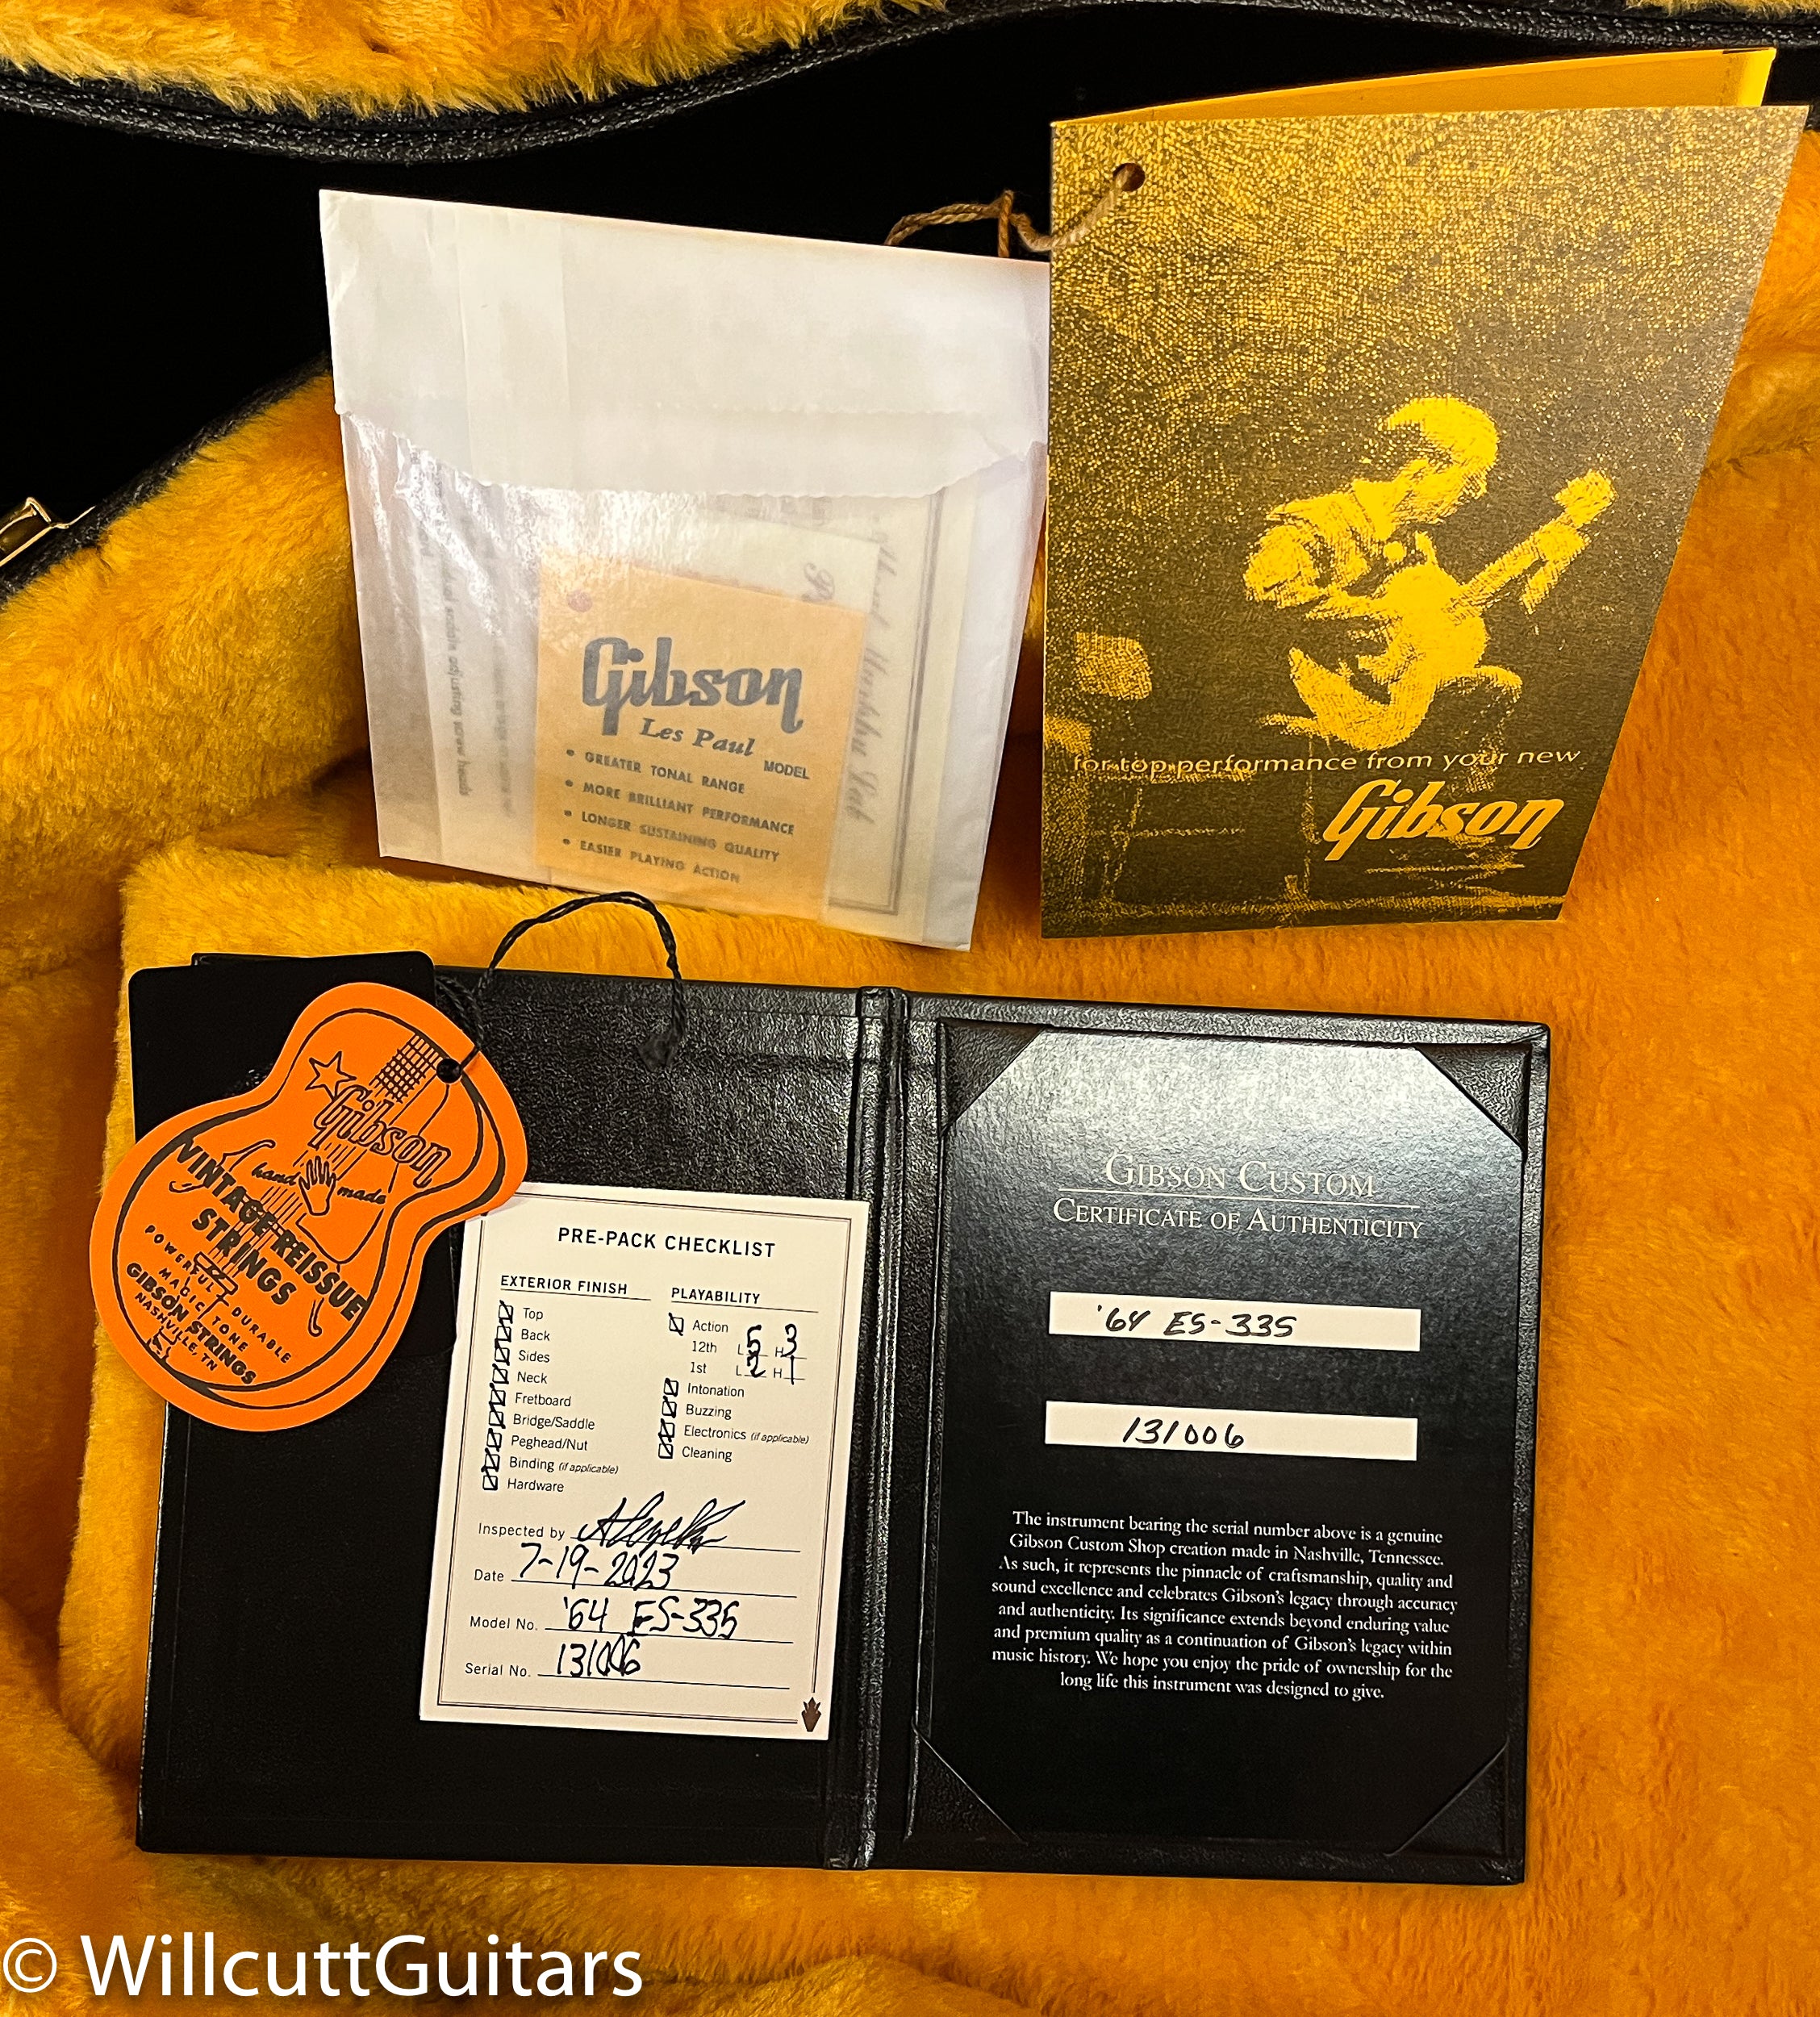 Gibson
Les Paul MODEL
• GREATER TONAL RANGE
• MORE BRILLIANT PERFORMANCE
• LONGER SUSTAINING QUALITY
• EASIER PLAYING ACTION
adjusting screw heads
for top performance from your new
Gibson
Gibson
hand made
VINTAGE REISSUE
STRINGS
POWERFUL DURABLE
MAGIC TONE
GIBSON STRINGS
NASHVILLE, TN
PRE-PACK CHECKLIST
EXTERIOR FINISH
Top
Back
Sides
Neck
Fretboard
Bridge/Saddle
Peghead/Nut
Binding (if applicable)
Hardware
PLAYABILITY
Action
12th L 5 H 3
1st L 2 H 1
Intonation
Buzzing
Electronics (if applicable)
Cleaning
Inspected by
Date 7-19-2023
Model No. '64 ES-335
Serial No. 131006
GIBSON CUSTOM
CERTIFICATE OF AUTHENTICITY
'64 ES-335
131006
The instrument bearing the serial number above is a genuine
Gibson Custom Shop creation made in Nashville, Tennessee.
As such, it represents the pinnacle of craftsmanship, quality and
sound excellence and celebrates Gibson's legacy through accuracy
and authenticity. Its significance extends beyond enduring value
and premium quality as a continuation of Gibson's legacy within
music history. We hope you enjoy the pride of ownership for the
long life this instrument was designed to give.
© WillcuttGuitars